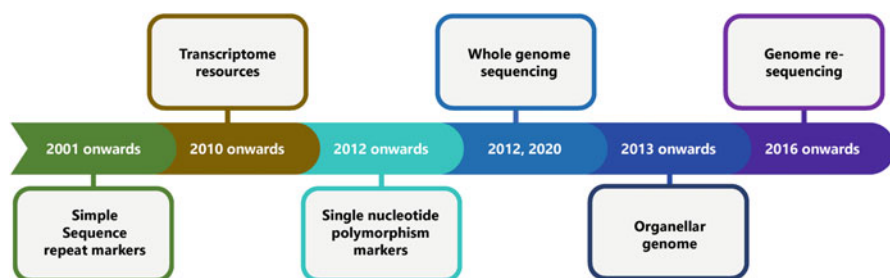 Transcriptome
resources
Whole genome
sequencing
Genome re-
sequencing
2001 onwards
2010 onwards
2012 onwards
2012, 2020
2013 onwards
2016 onwards
Simple
Sequence
repeat markers
Single nucleotide
polymorphism
markers
Organellar
genome